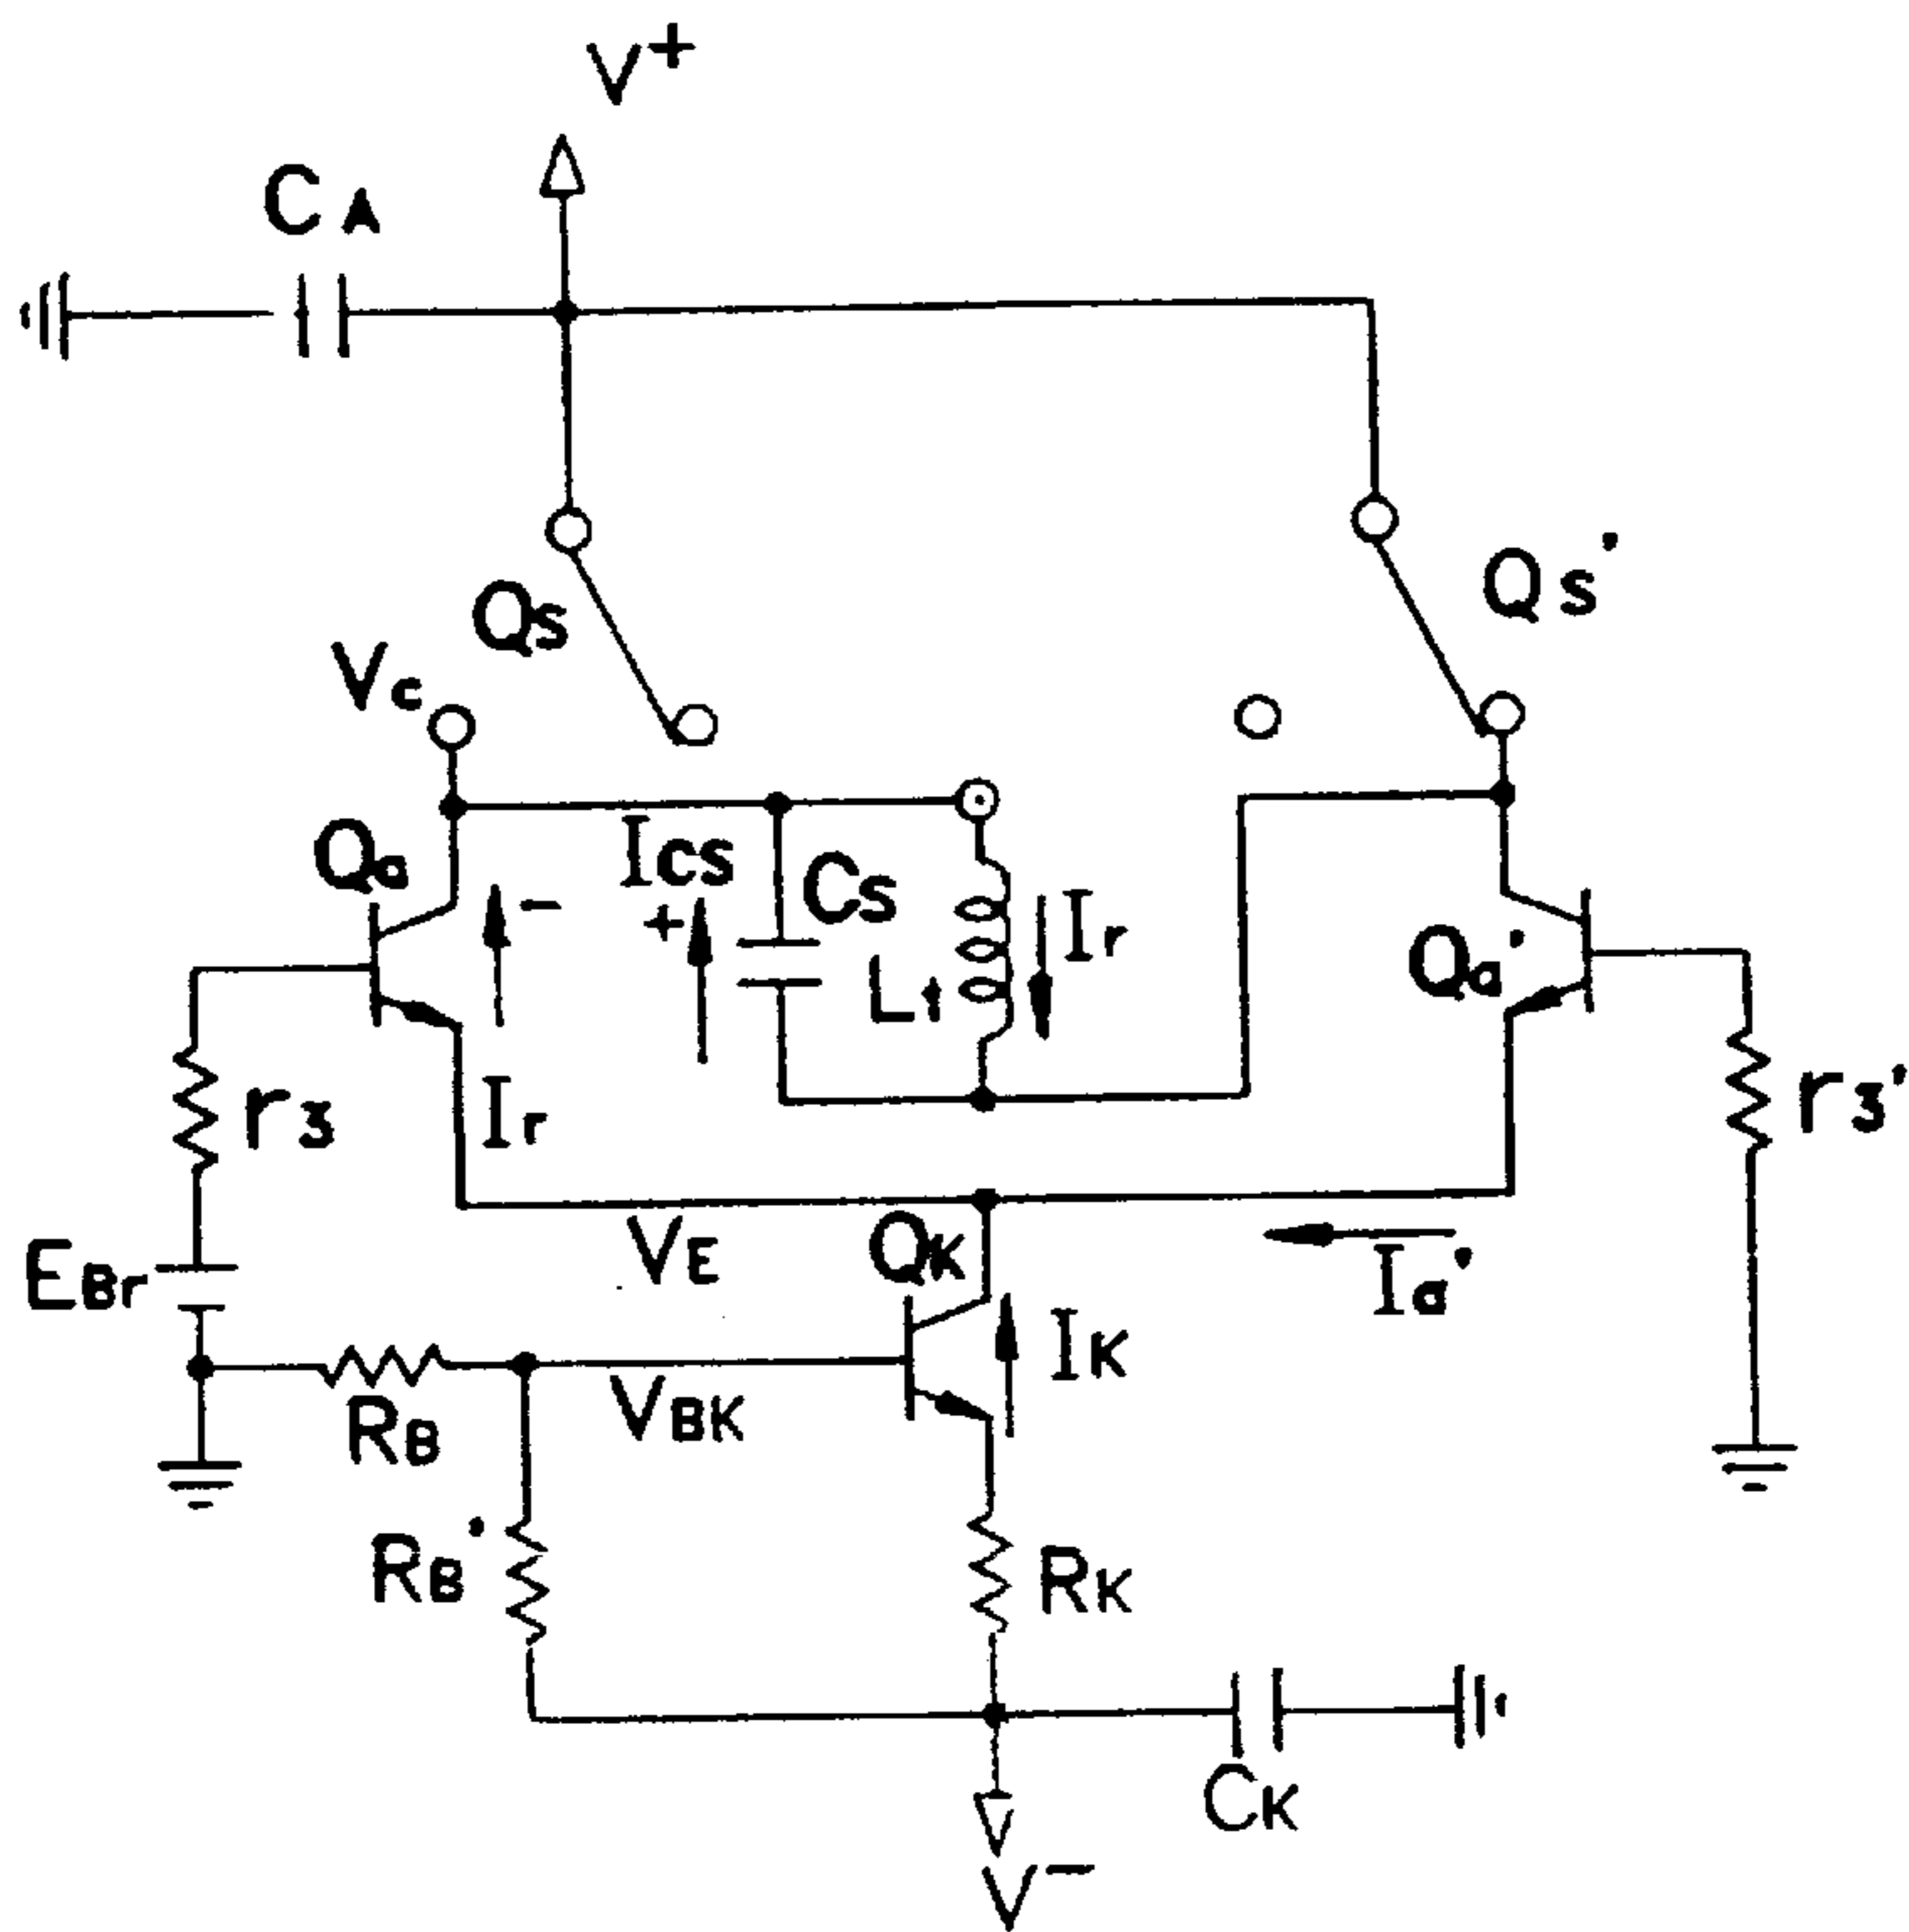 V+
CA
Qs
Qs'
Vc
Qa
Ics
Cs
-
+
Ir
Lt
Qa'
r3
Ir
r3'
VE
QK
EBr
Ia'
IK
RB
VBK
RB'
RK
CK
V-